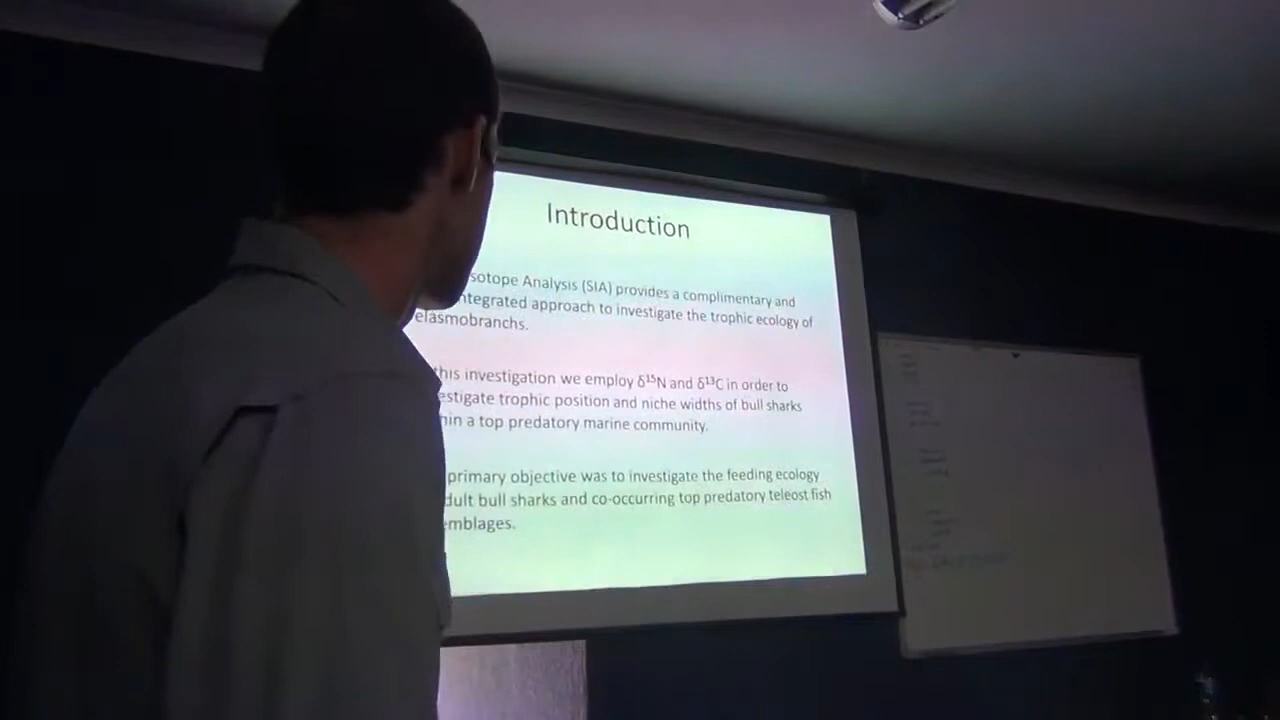 Introduction
sotope Analysis (SIA) provides a complimentary and
ntegrated approach to investigate the trophic ecology of
elasmobranchs.
this investigation we employ δ¹⁵N and δ¹³C in order to
estigate trophic position and niche widths of bull sharks
hin a top predatory marine community.
primary objective was to investigate the feeding ecology
dult bull sharks and co-occurring top predatory teleost fish
emblages.